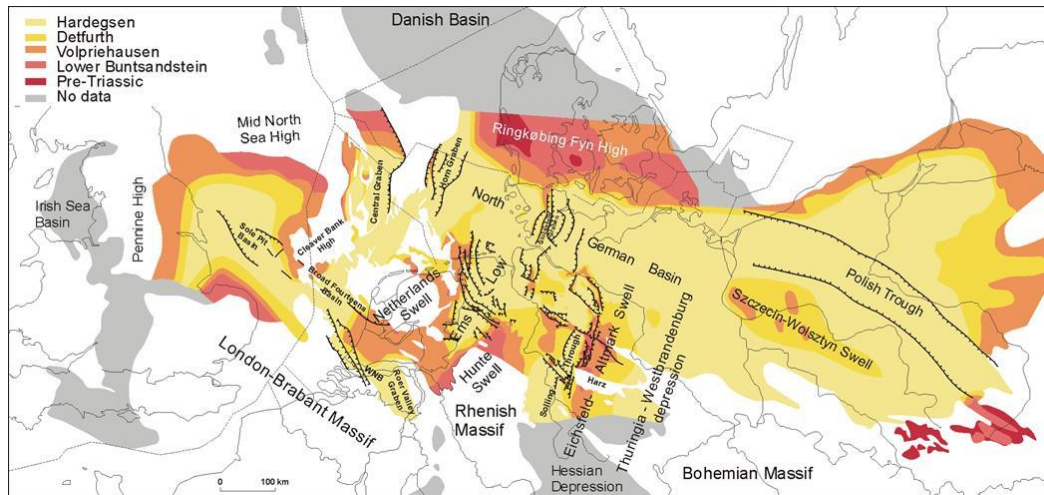 Hardegsen
Detfurth
Volpriehausen
Lower Buntsandstein
Pre-Triassic
No data
Danish Basin
Mid North
Sea High
Ringkøbing Fyn High
Irish Sea
Basin
Pennine High
Sole Pit
Basin
Cleaver Bank
High
Central Graben
Horn Graben
North
German
Basin
Broad Fourteens
Basin
Netherlands
Swell
Ems
low
Polish Trough
Szczecin-Wolsztyn Swell
London-Brabant Massif
WNB
Roer Valley
Graben
Hunte
Swell
Rhenish
Massif
Solling
Through
Altmark Swell
Harz
Eichsfeld-
Thuringia - Westbrandenburg
depression
Hessian
Depression
Bohemian Massif
0
100 km